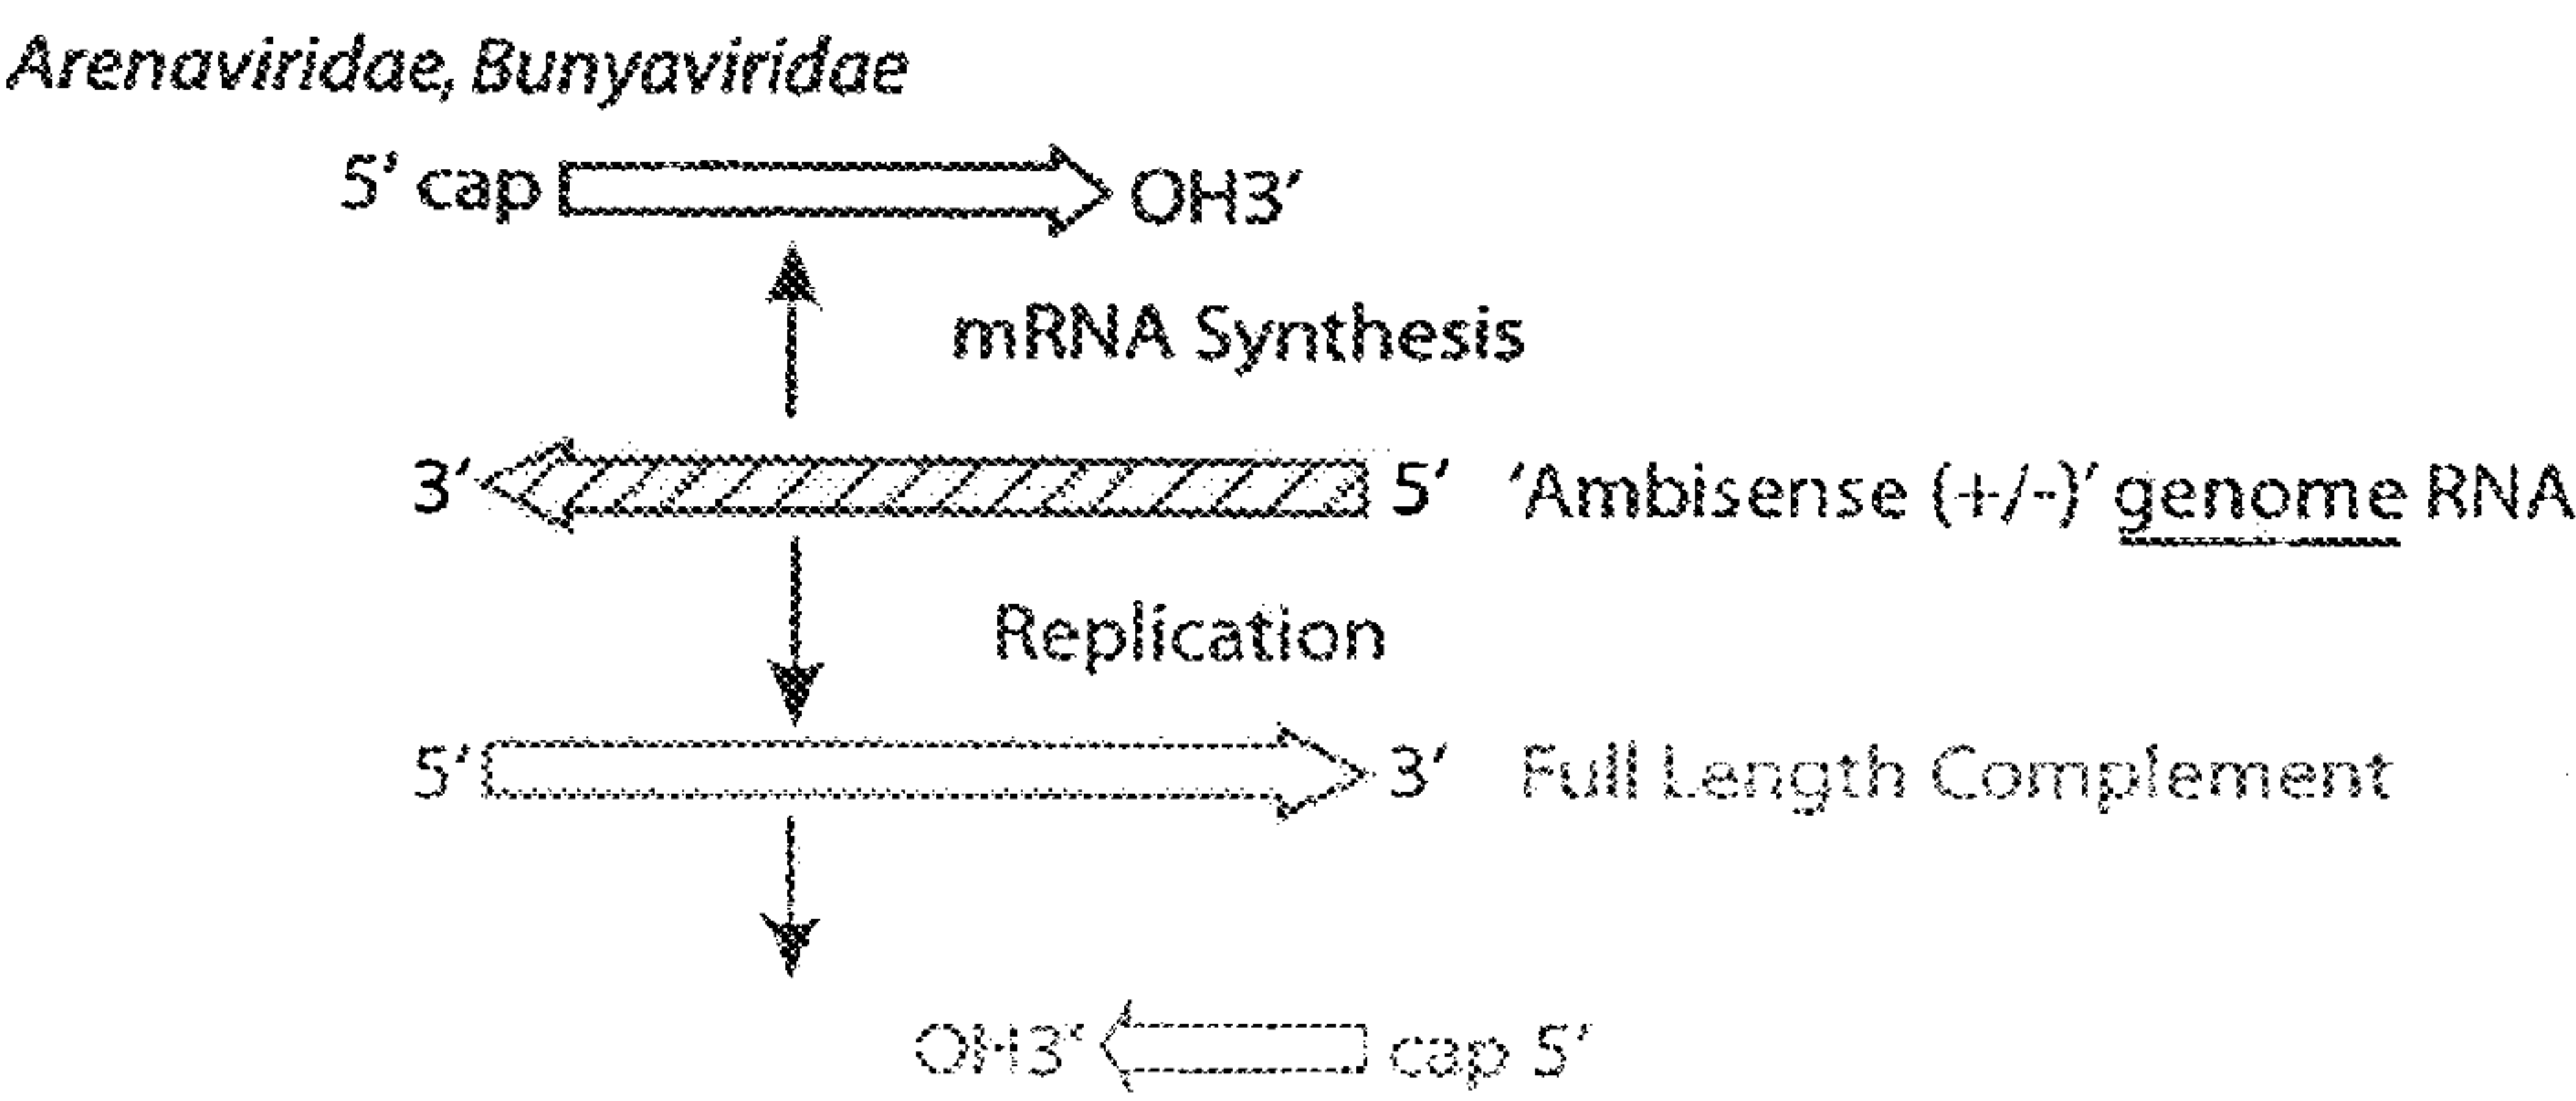 Arenaviridae, Bunyaviridae
5' cap OH3'
mRNA Synthesis
3' 5' 'Ambisense (+/-)' genome RNA
Replication
5' 3' Full Length Complement
OH3' cap 5'